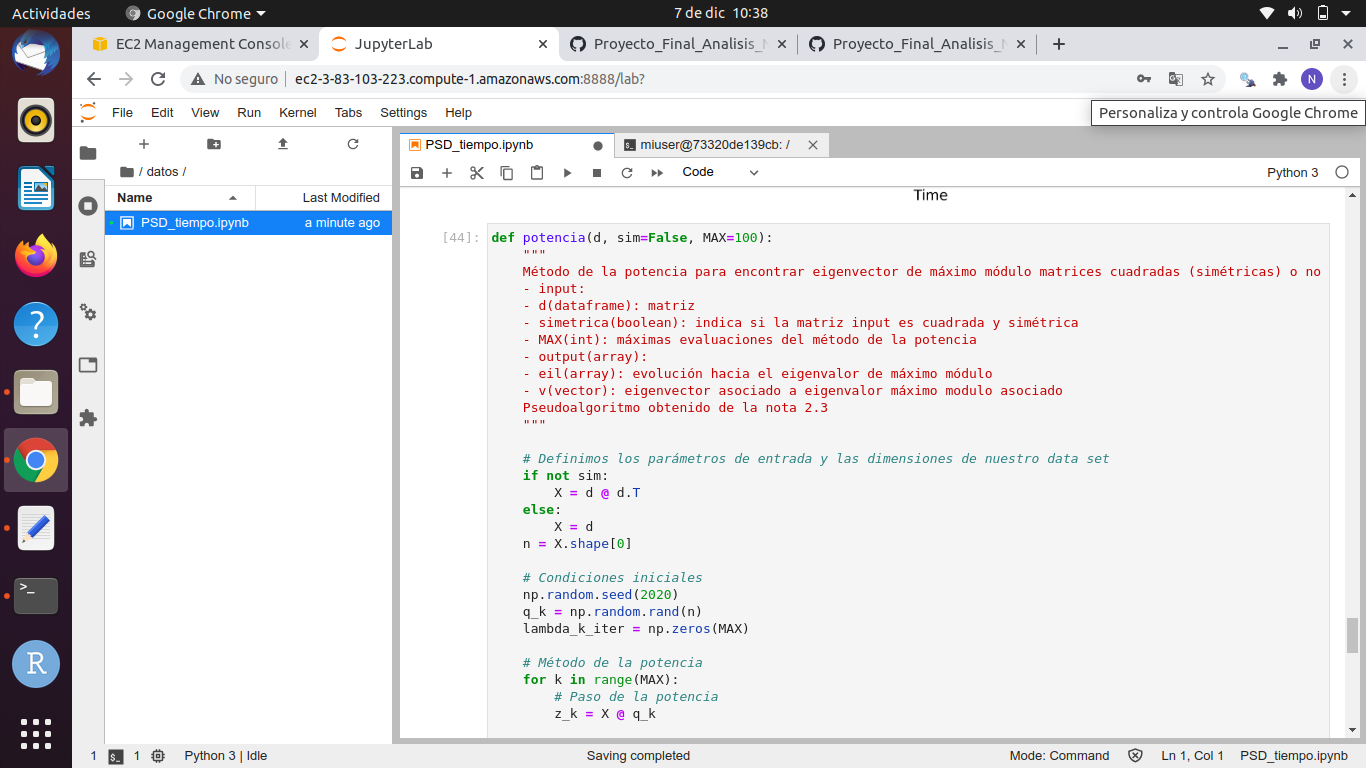 Actividades
Google Chrome
7 de dic 10:38
EC2 Management Console
JupyterLab
Proyecto_Final_Analisis_
Proyecto_Final_Analisis_
No seguro
ec2-3-83-103-223.compute-1.amazonaws.com:8888/lab?
N
File Edit View Run Kernel Tabs Settings Help
Personaliza y controla Google Chrome
PSD_tiempo.ipynb
miuser@73320de139cb: /
/ datos /
Code
Python 3
Name
Last Modified
PSD_tiempo.ipynb
a minute ago
Time
[44]:
def potencia(d, sim=False, MAX=100):
"""
Método de la potencia para encontrar eigenvector de máximo módulo matrices cuadradas (simétricas) o no
- input:
- d(dataframe): matriz
- simetrica(boolean): indica si la matriz input es cuadrada y simétrica
- MAX(int): máximas evaluaciones del método de la potencia
- output(array):
- eil(array): evolución hacia el eigenvalor de máximo módulo
- v(vector): eigenvector asociado a eigenvalor máximo modulo asociado
Pseudoalgoritmo obtenido de la nota 2.3
"""
# Definimos los parámetros de entrada y las dimensiones de nuestro data set
if not sim:
X = d @ d.T
else:
X = d
n = X.shape[0]
# Condiciones iniciales
np.random.seed(2020)
q_k = np.random.rand(n)
lambda_k_iter = np.zeros(MAX)
# Método de la potencia
for k in range(MAX):
# Paso de la potencia
z_k = X @ q_k
1
1
Python 3 | Idle
Saving completed
Mode: Command
Ln 1, Col 1
PSD_tiempo.ipynb